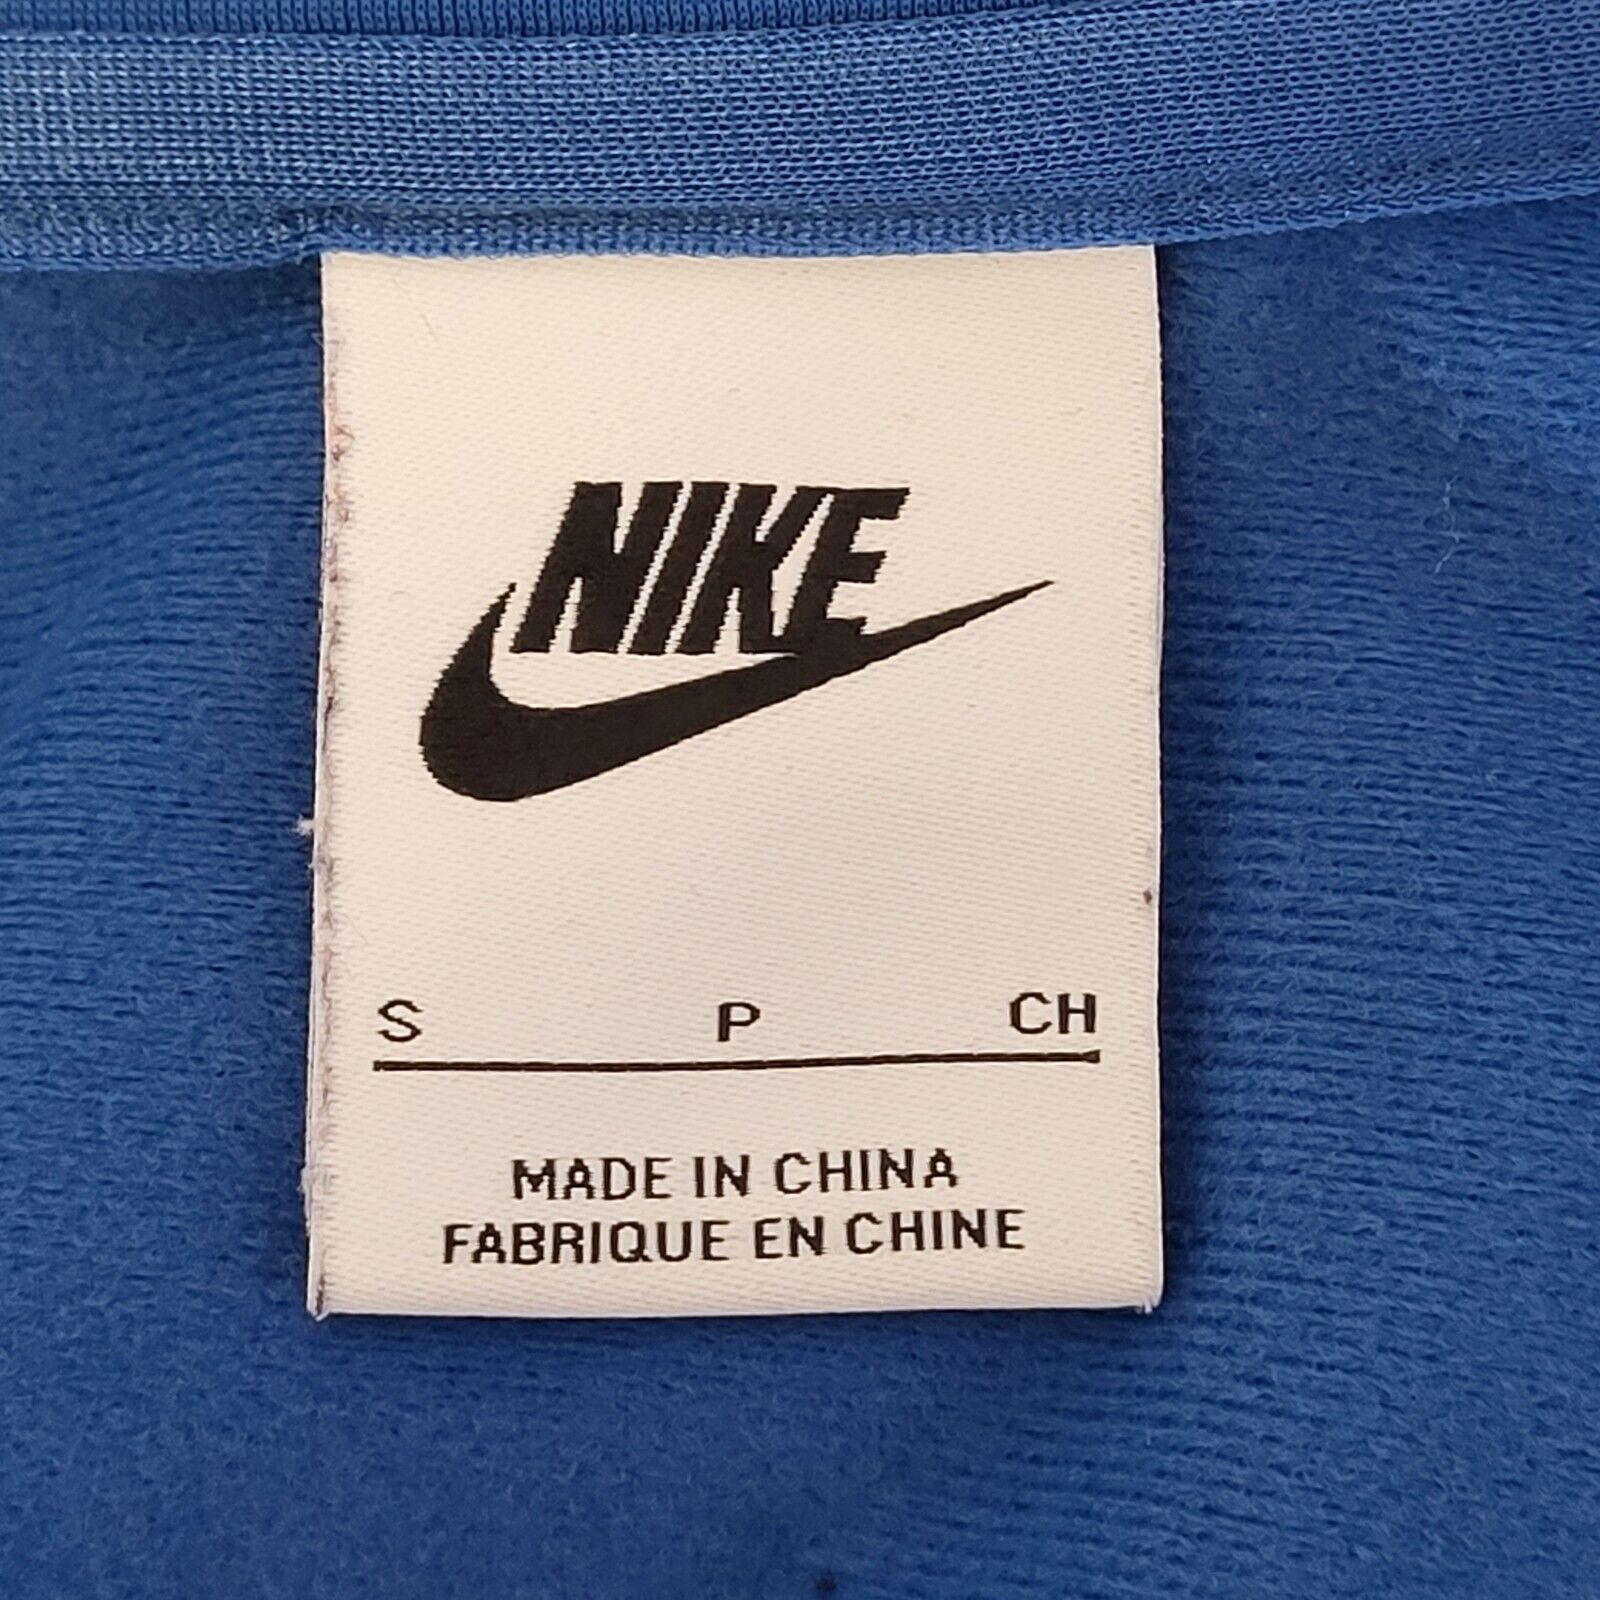 NIKE
S P CH
MADE IN CHINA
FABRIQUE EN CHINE